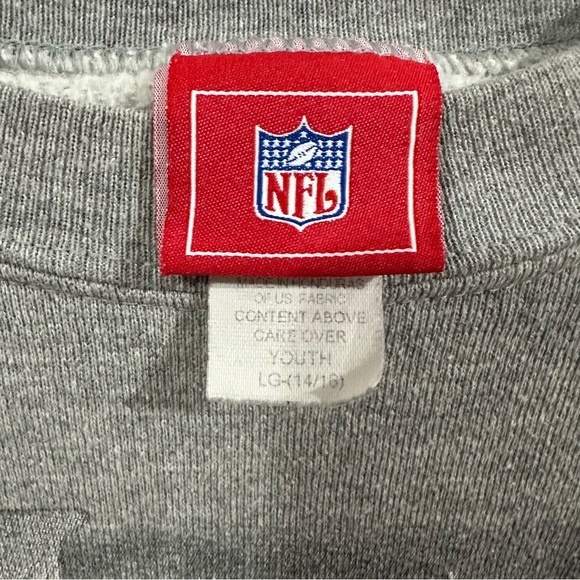 NFL
MADE IN HONDURAS
OF US FABRIC
CONTENT ABOVE
CARE OVER
YOUTH
LG-(14/16)